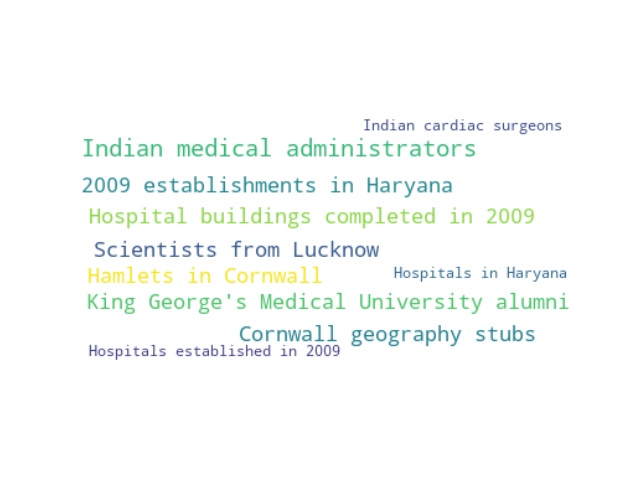 Indian cardiac surgeons
Indian medical administrators
2009 establishments in Haryana
Hospital buildings completed in 2009
Scientists from Lucknow
Hamlets in Cornwall
Hospitals in Haryana
King George's Medical University alumni
Cornwall geography stubs
Hospitals established in 2009